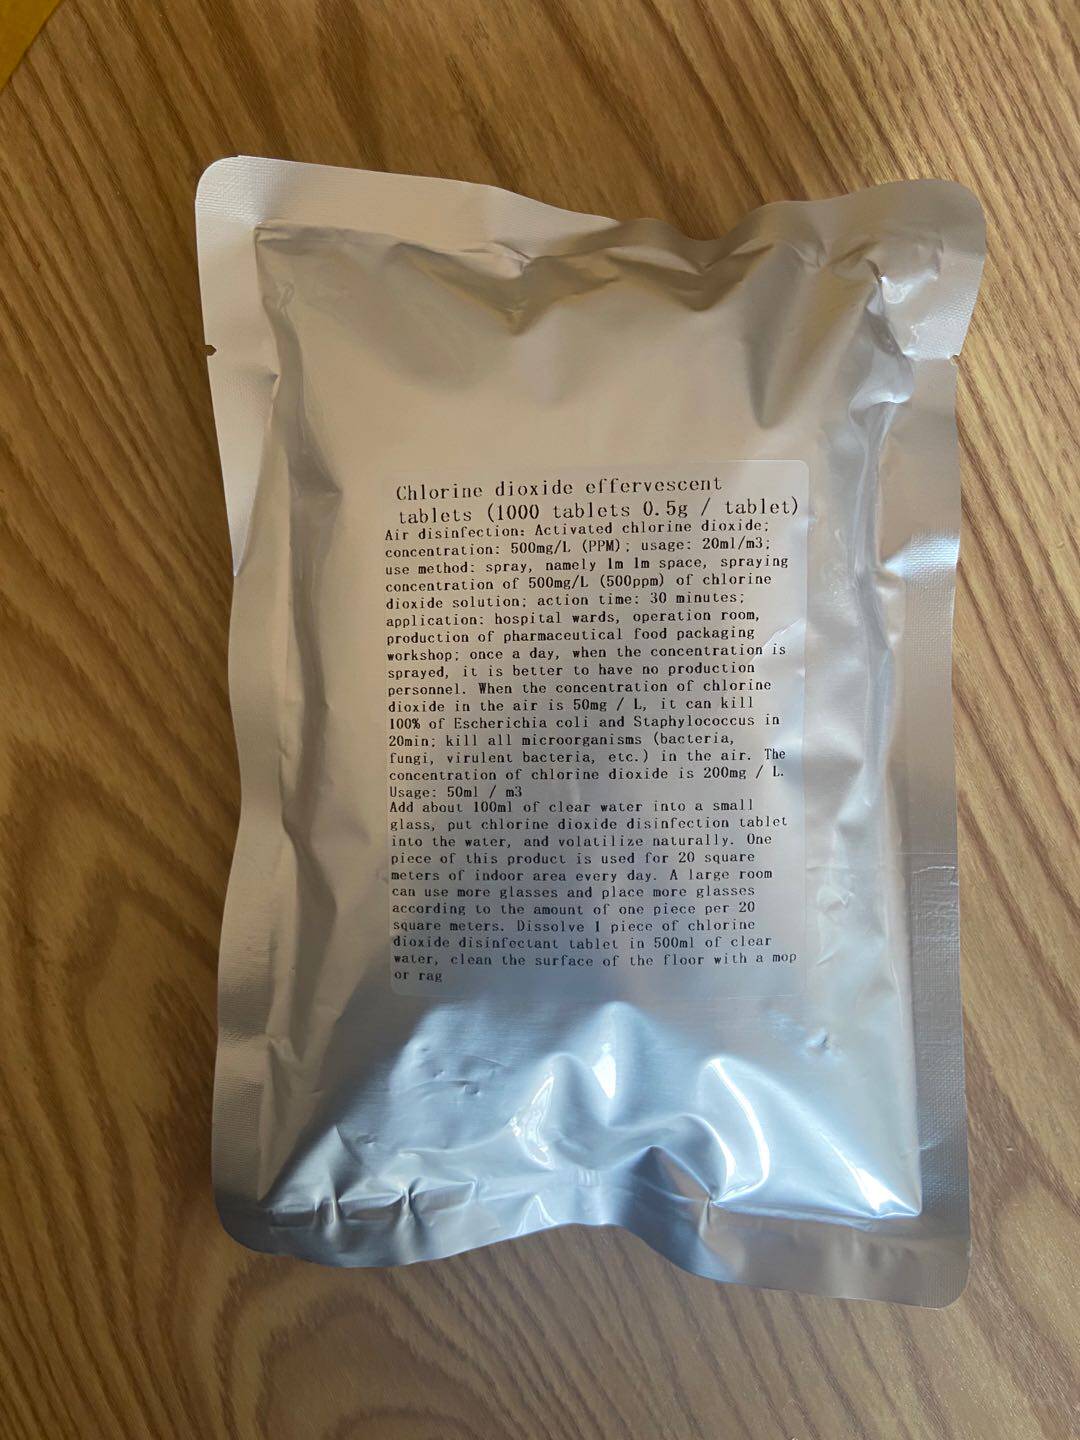 Chlorine dioxide effervescent
tablets (1000 tablets 0.5g / tablet)
Air disinfection: Activated chlorine dioxide;
concentration: 500mg/L (PPM); usage: 20ml/m3;
use method: spray, namely 1m 1m space, spraying
concentration of 500mg/L (500ppm) of chlorine
dioxide solution; action time: 30 minutes;
application: hospital wards, operation room,
production of pharmaceutical food packaging
workshop; once a day, when the concentration is
sprayed, it is better to have no production
personnel. When the concentration of chlorine
dioxide in the air is 50mg / L, it can kill
100% of Escherichia coli and Staphylococcus in
20min; kill all microorganisms (bacteria,
fungi, virulent bacteria, etc.) in the air. The
concentration of chlorine dioxide is 200mg / L.
Usage: 50ml / m3
Add about 100ml of clear water into a small
glass, put chlorine dioxide disinfection tablet
into the water, and volatilize naturally. One
piece of this product is used for 20 square
meters of indoor area every day. A large room
can use more glasses and place more glasses
according to the amount of one piece per 20
square meters. Dissolve 1 piece of chlorine
dioxide disinfectant tablet in 500ml of clear
water, clean the surface of the floor with a mop
or rag